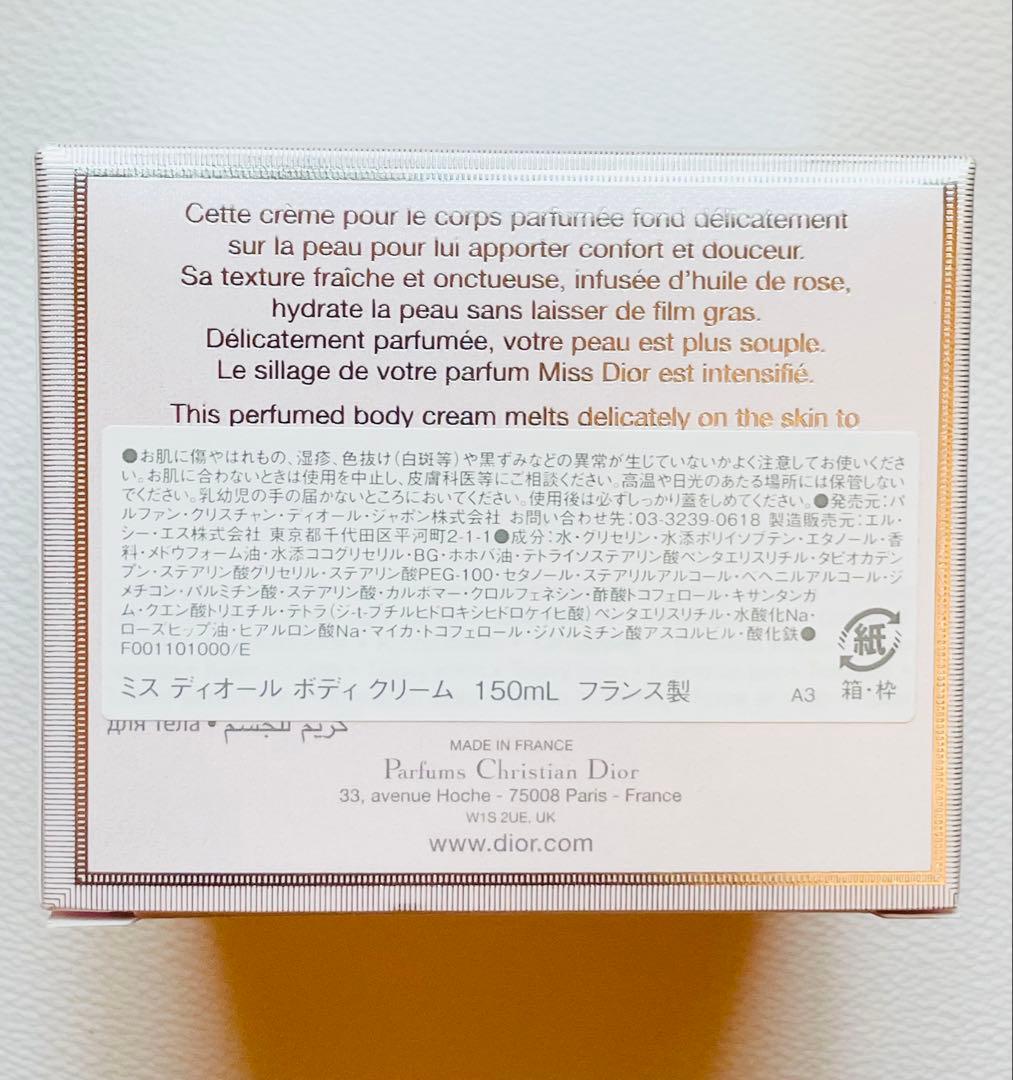 Cette crème pour le corps parfumée fond délicatement
sur la peau pour lui apporter confort et douceur.
Sa texture fraîche et onctueuse, infusée d'huile de rose,
hydrate la peau sans laisser de film gras.
Délicatement parfumée, votre peau est plus souple.
Le sillage de votre parfum Miss Dior est intensifié.
This perfumed body cream melts delicately on the skin to
●お肌に傷やはれもの、湿疹、色抜け(白斑等)や黒ずみなどの異常が生じていないかよく注意してお使いくださ
い。お肌に合わないときは使用を中止し、皮膚科医等にご相談ください。高温や日光のあたる場所には保管しない
でください。乳幼児の手の届かないところにおいてください。使用後は必ずしっかり蓋をしめてください。●発売元:パ
ルファン・クリスチャン・ディオール・ジャポン株式会社 お問い合わせ先:03-3239-0618 製造販売元:エル・
シー・エス株式会社 東京都千代田区平河町2-1-1●成分:水・グリセリン・水添ポリイソブテン・エタノール・香
料・メドウフォーム油・水添ココグリセリル・BG・ホホバ油・テトライソステアリン酸ペンタエリスリチル・タピオカデン
プン・ステアリン酸グリセリル・ステアリン酸PEG-100・セタノール・ステアリルアルコール・ベヘニルアルコール・ジ
メチコン・パルミチン酸・ステアリン酸・カルボマー・クロルフェネシン・酢酸トコフェロール・キサンタンガ
ム・クエン酸トリエチル・テトラ(ジ-t-ブチルヒドロキシヒドロケイヒ酸)ペンタエリスリチル・水酸化Na・
ローズヒップ油・ヒアルロン酸Na・マイカ・トコフェロール・ジパルミチン酸アスコルビル・酸化鉄●
F001101000/E
紙
ミス ディオール ボディ クリーム 150mL フランス製 A3 箱・枠
для тела • كريم للجسم
MADE IN FRANCE
Parfums Christian Dior
33, avenue Hoche - 75008 Paris - France
W1S 2UE, UK
www.dior.com